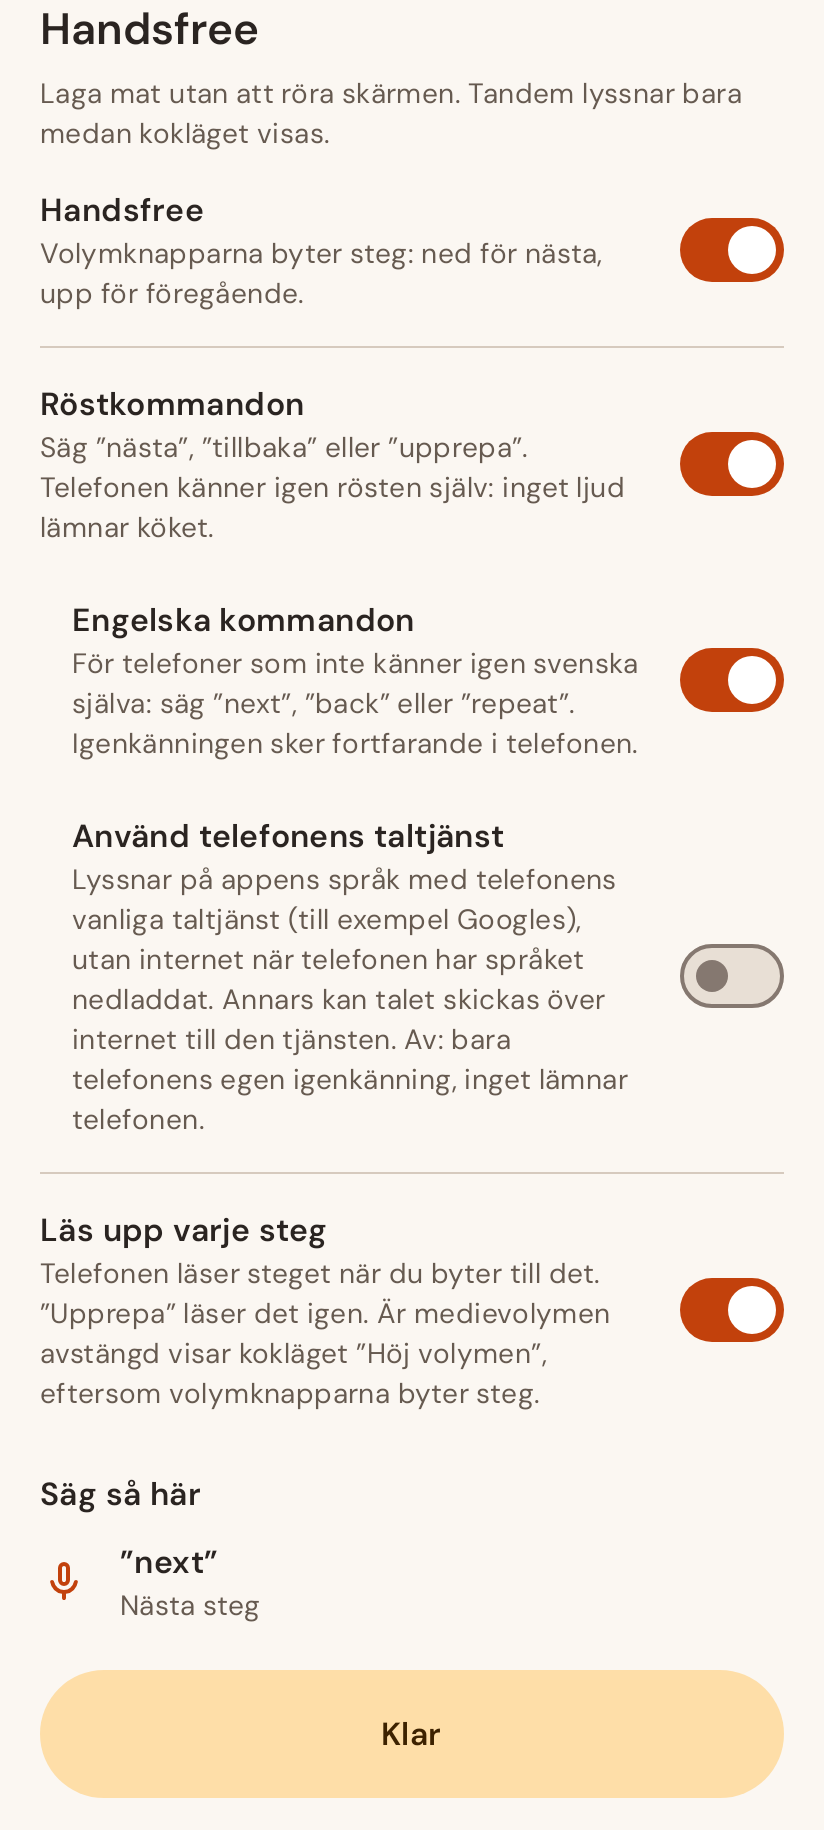 Handsfree
Laga mat utan att röra skärmen. Tandem lyssnar bara
medan kokläget visas.
Handsfree
Volymknapparna byter steg: ned för nästa,
upp för föregående.
Röstkommandon
Säg ”nästa”, ”tillbaka” eller ”upprepa”.
Telefonen känner igen rösten själv: inget ljud
lämnar köket.
Engelska kommandon
För telefoner som inte känner igen svenska
själva: säg ”next”, ”back” eller ”repeat”.
Igenkänningen sker fortfarande i telefonen.
Använd telefonens taltjänst
Lyssnar på appens språk med telefonens
vanliga taltjänst (till exempel Googles),
utan internet när telefonen har språket
nedladdat. Annars kan talet skickas över
internet till den tjänsten. Av: bara
telefonens egen igenkänning, inget lämnar
telefonen.
Läs upp varje steg
Telefonen läser steget när du byter till det.
”Upprepa” läser det igen. Är medievolymen
avstängd visar kokläget ”Höj volymen”,
eftersom volymknapparna byter steg.
Säg så här
”next”
Nästa steg
Klar